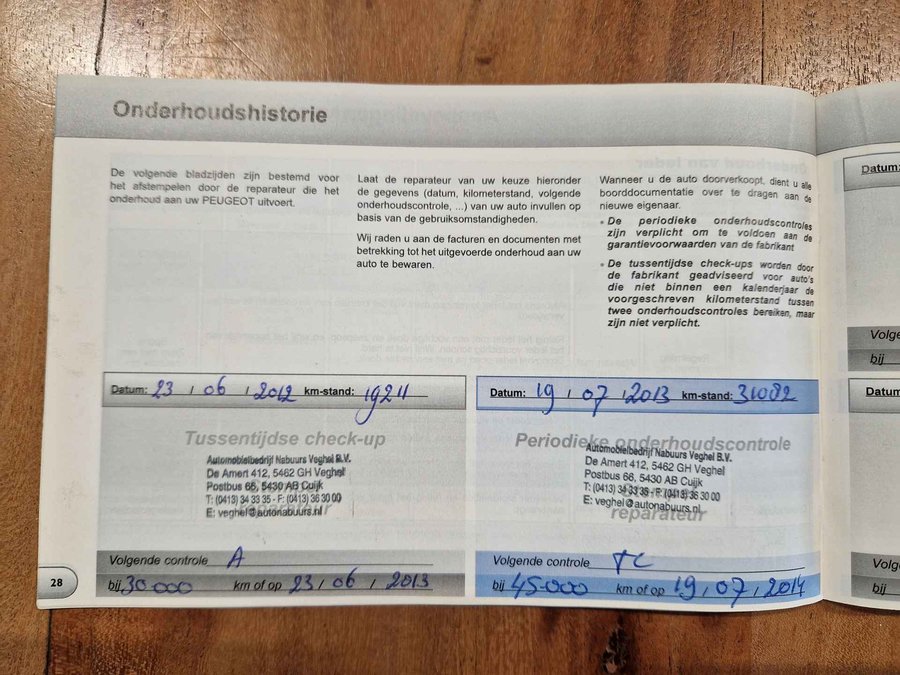 Onderhoudshistorie
De volgende bladzijden zijn bestemd voor
het afstempelen door de reparateur die het
onderhoud aan uw PEUGEOT uitvoert.
Laat de reparateur van uw keuze hieronder
de gegevens (datum, kilometerstand, volgende
onderhoudscontrole, ...) van uw auto invullen op
basis van de gebruiksomstandigheden.
Wij raden u aan de facturen en documenten met
betrekking tot het uitgevoerde onderhoud aan uw
auto te bewaren.
Wanneer u de auto doorverkoopt, dient u alle
boorddocumentatie over te dragen aan de
nieuwe eigenaar.
• De periodieke onderhoudscontroles
zijn verplicht om te voldoen aan de
garantievoorwaarden van de fabrikant
• De tussentijdse check-ups worden door
de fabrikant geadviseerd voor auto's
die niet binnen een kalenderjaar de
voorgeschreven kilometerstand tussen
twee onderhoudscontroles bereiken, maar
zijn niet verplicht.
Datum: 23 / 06 / 2012 km-stand: 19211
Tussentijdse check-up
Automobielbedrijf Nabuurs Veghel B.V.
De Amert 412, 5462 GH Veghel
Postbus 66, 5430 AB Cuijk
T: (0413) 34 33 35 - F: (0413) 36 30 00
E: veghel@autonabuurs.nl
reparateur
Volgende controle A
bij 30.000 km of op 23 / 06 / 2013
Datum: 19 / 07 / 2013 km-stand: 31082
Periodieke onderhoudscontrole
Automobielbedrijf Nabuurs Veghel B.V.
De Amert 412, 5462 GH Veghel
Postbus 66, 5430 AB Cuijk
T: (0413) 34 33 35 - F: (0413) 36 30 00
E: veghel@autonabuurs.nl
reparateur
Volgende controle TC
bij 45.000 km of op 19 / 07 / 2014
28
Datum:
Volge
bij
Datum
Volg
bij